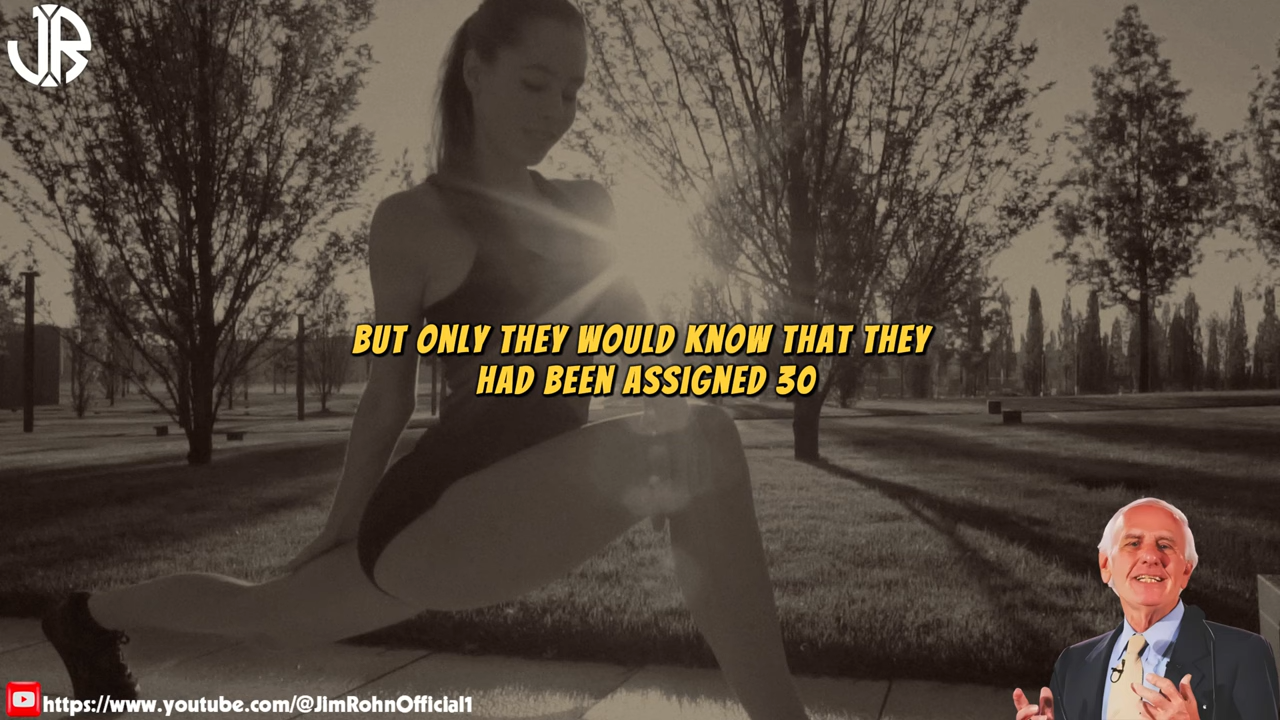 JR
BUT ONLY THEY WOULD KNOW THAT THEY
HAD BEEN ASSIGNED 30
https://www.youtube.com/@JimRohnOfficial1